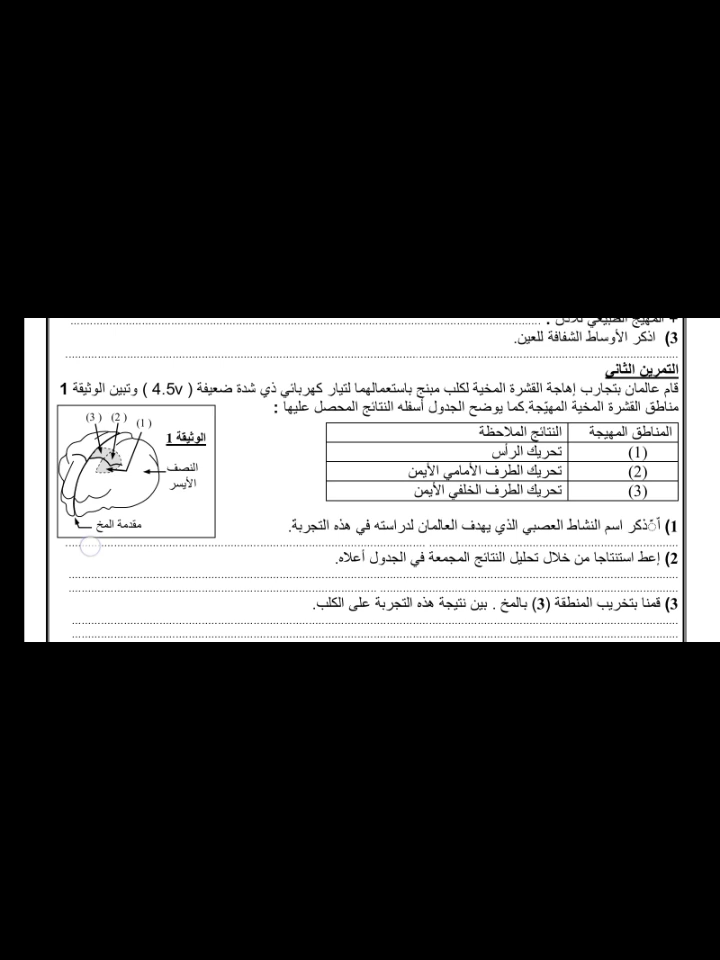 + المهيج الطبيعي للأذن :
3) اذكر الأوساط الشفافة للعين.
التمرين الثاني
قام عالمان بتجارب إهاجة القشرة المخية لكلب مبنج باستعمالهما لتيار كهربائي ذي شدة ضعيفة ( 4.5v ) وتبين الوثيقة 1
مناطق القشرة المخية المهيّجة.كما يوضح الجدول أسفله النتائج المحصل عليها :
المناطق المهيجة النتائج الملاحظة
(1) تحريك الرأس
(2) تحريك الطرف الأمامي الأيمن
(3) تحريك الطرف الخلفي الأيمن
(3) (2) (1)
الوثيقة 1
النصف
الأيسر
مقدمة المخ
1) أذكر اسم النشاط العصبي الذي يهدف العالمان لدراسته في هذه التجربة.
2) إعط استنتاجا من خلال تحليل النتائج المجمعة في الجدول أعلاه.
3) قمنا بتخريب المنطقة (3) بالمخ . بين نتيجة هذه التجربة على الكلب.